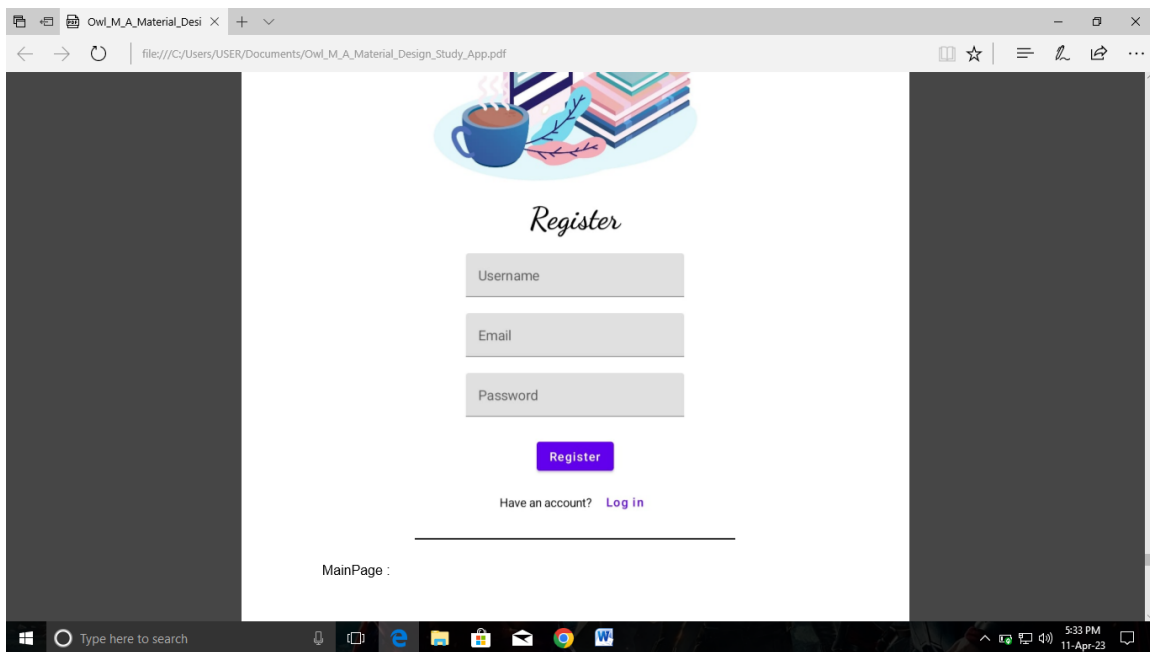 Owl_M_A_Material_Desi
file:///C:/Users/USER/Documents/Owl_M_A_Material_Design_Study_App.pdf
Register
Username
Email
Password
Register
Have an account? Log in
MainPage :
Type here to search
5:33 PM
11-Apr-23